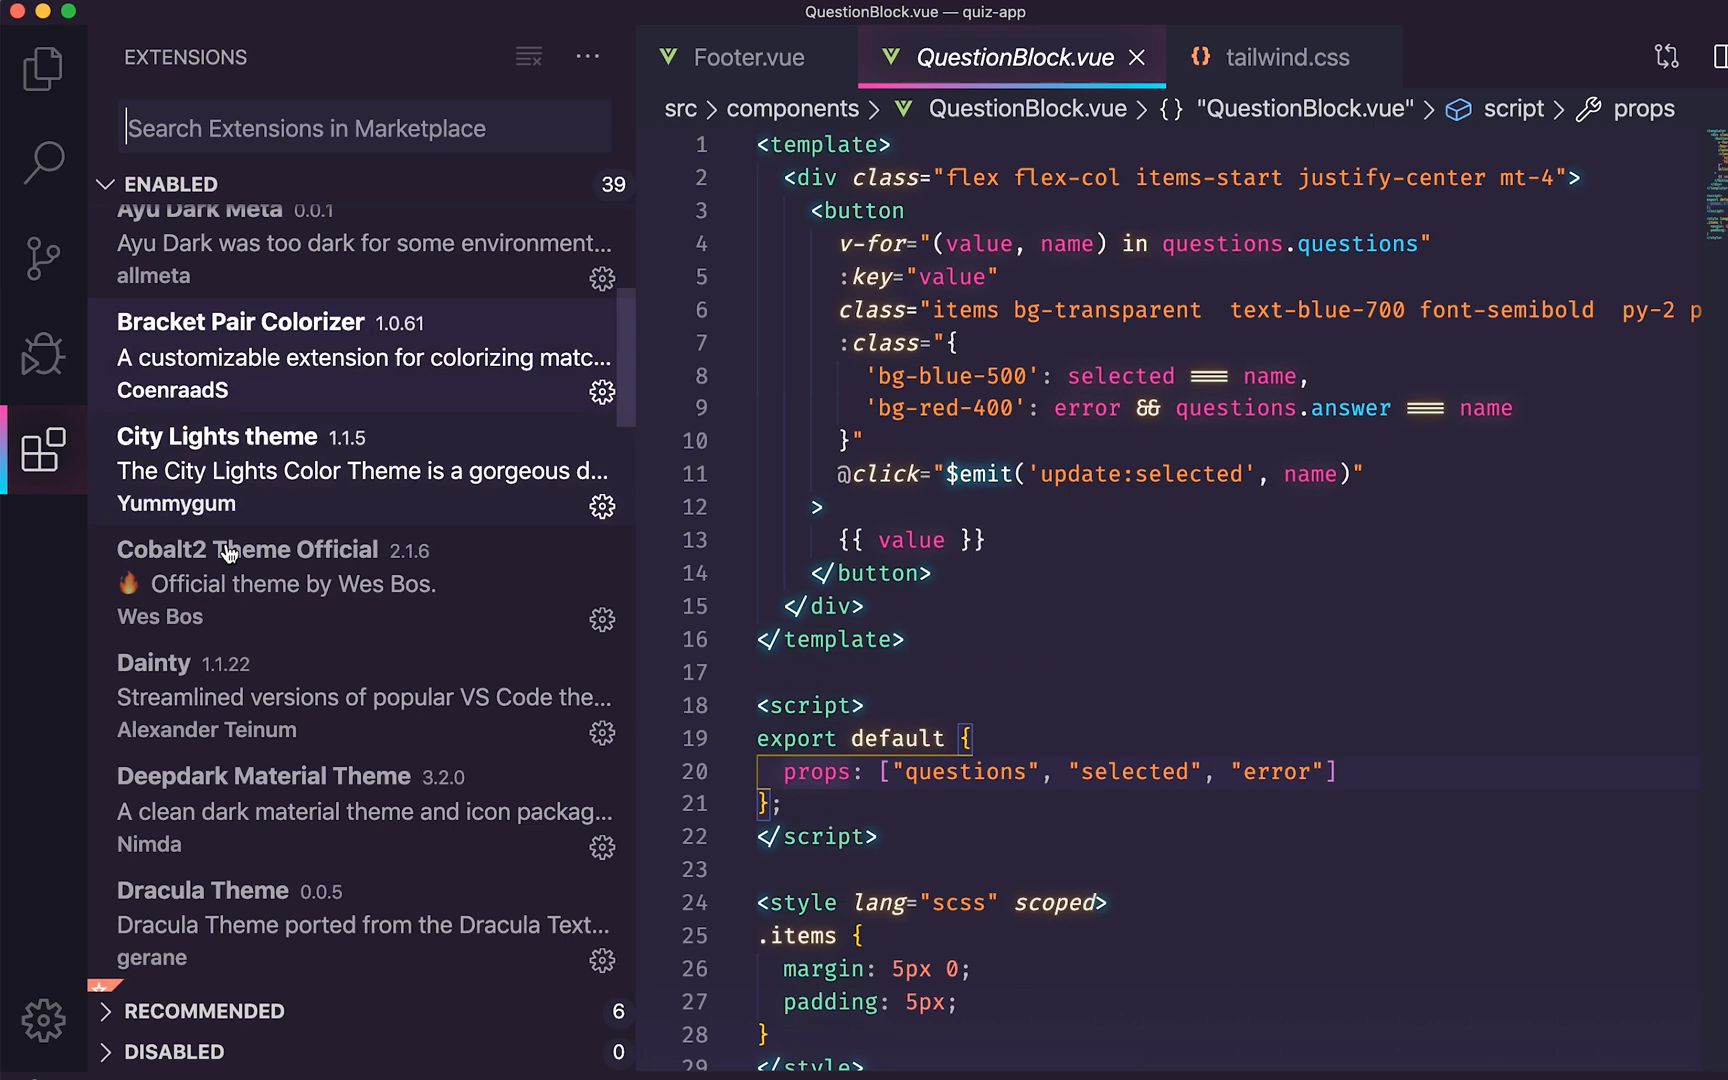 QuestionBlock.vue — quiz-app
EXTENSIONS
Search Extensions in Marketplace
ENABLED 39
Ayu Dark Meta 0.0.1
Ayu Dark was too dark for some environment...
allmeta
Bracket Pair Colorizer 1.0.61
A customizable extension for colorizing matc...
CoenraadS
City Lights theme 1.1.5
The City Lights Color Theme is a gorgeous d...
Yummygum
Cobalt2 Theme Official 2.1.6
🔥 Official theme by Wes Bos.
Wes Bos
Dainty 1.1.22
Streamlined versions of popular VS Code the...
Alexander Teinum
Deepdark Material Theme 3.2.0
A clean dark material theme and icon packag...
Nimda
Dracula Theme 0.0.5
Dracula Theme ported from the Dracula Text...
gerane
RECOMMENDED 6
DISABLED 0
Footer.vue QuestionBlock.vue × tailwind.css
src > components > QuestionBlock.vue > {} "QuestionBlock.vue" > script > props
1 <template>
2 <div class="flex flex-col items-start justify-center mt-4">
3 <button
4 v-for="(value, name) in questions.questions"
5 :key="value"
6 class="items bg-transparent text-blue-700 font-semibold py-2 p
7 :class="{
8 'bg-blue-500': selected === name,
9 'bg-red-400': error && questions.answer === name
10 }"
11 @click="$emit('update:selected', name)"
12 >
13 {{ value }}
14 </button>
15 </div>
16 </template>
17
18 <script>
19 export default {
20 props: ["questions", "selected", "error"]
21 };
22 </script>
23
24 <style lang="scss" scoped>
25 .items {
26 margin: 5px 0;
27 padding: 5px;
28 }
29 </style>